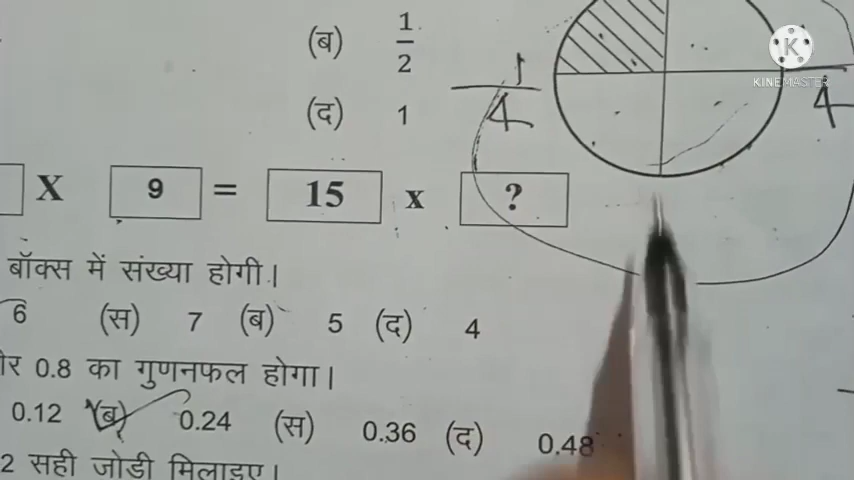 (ब) 1/2
1/4
K
KINEMASTER
4
(द) 1
X 9 = 15 x ?
बॉक्स में संख्या होगी।
6 (स) 7 (ब) 5 (द) 4
0.8 का गुणनफल होगा।
0.12 (ब) 0.24 (स) 0.36 (द) 0.48
2 सही जोड़ी मिलाइए।